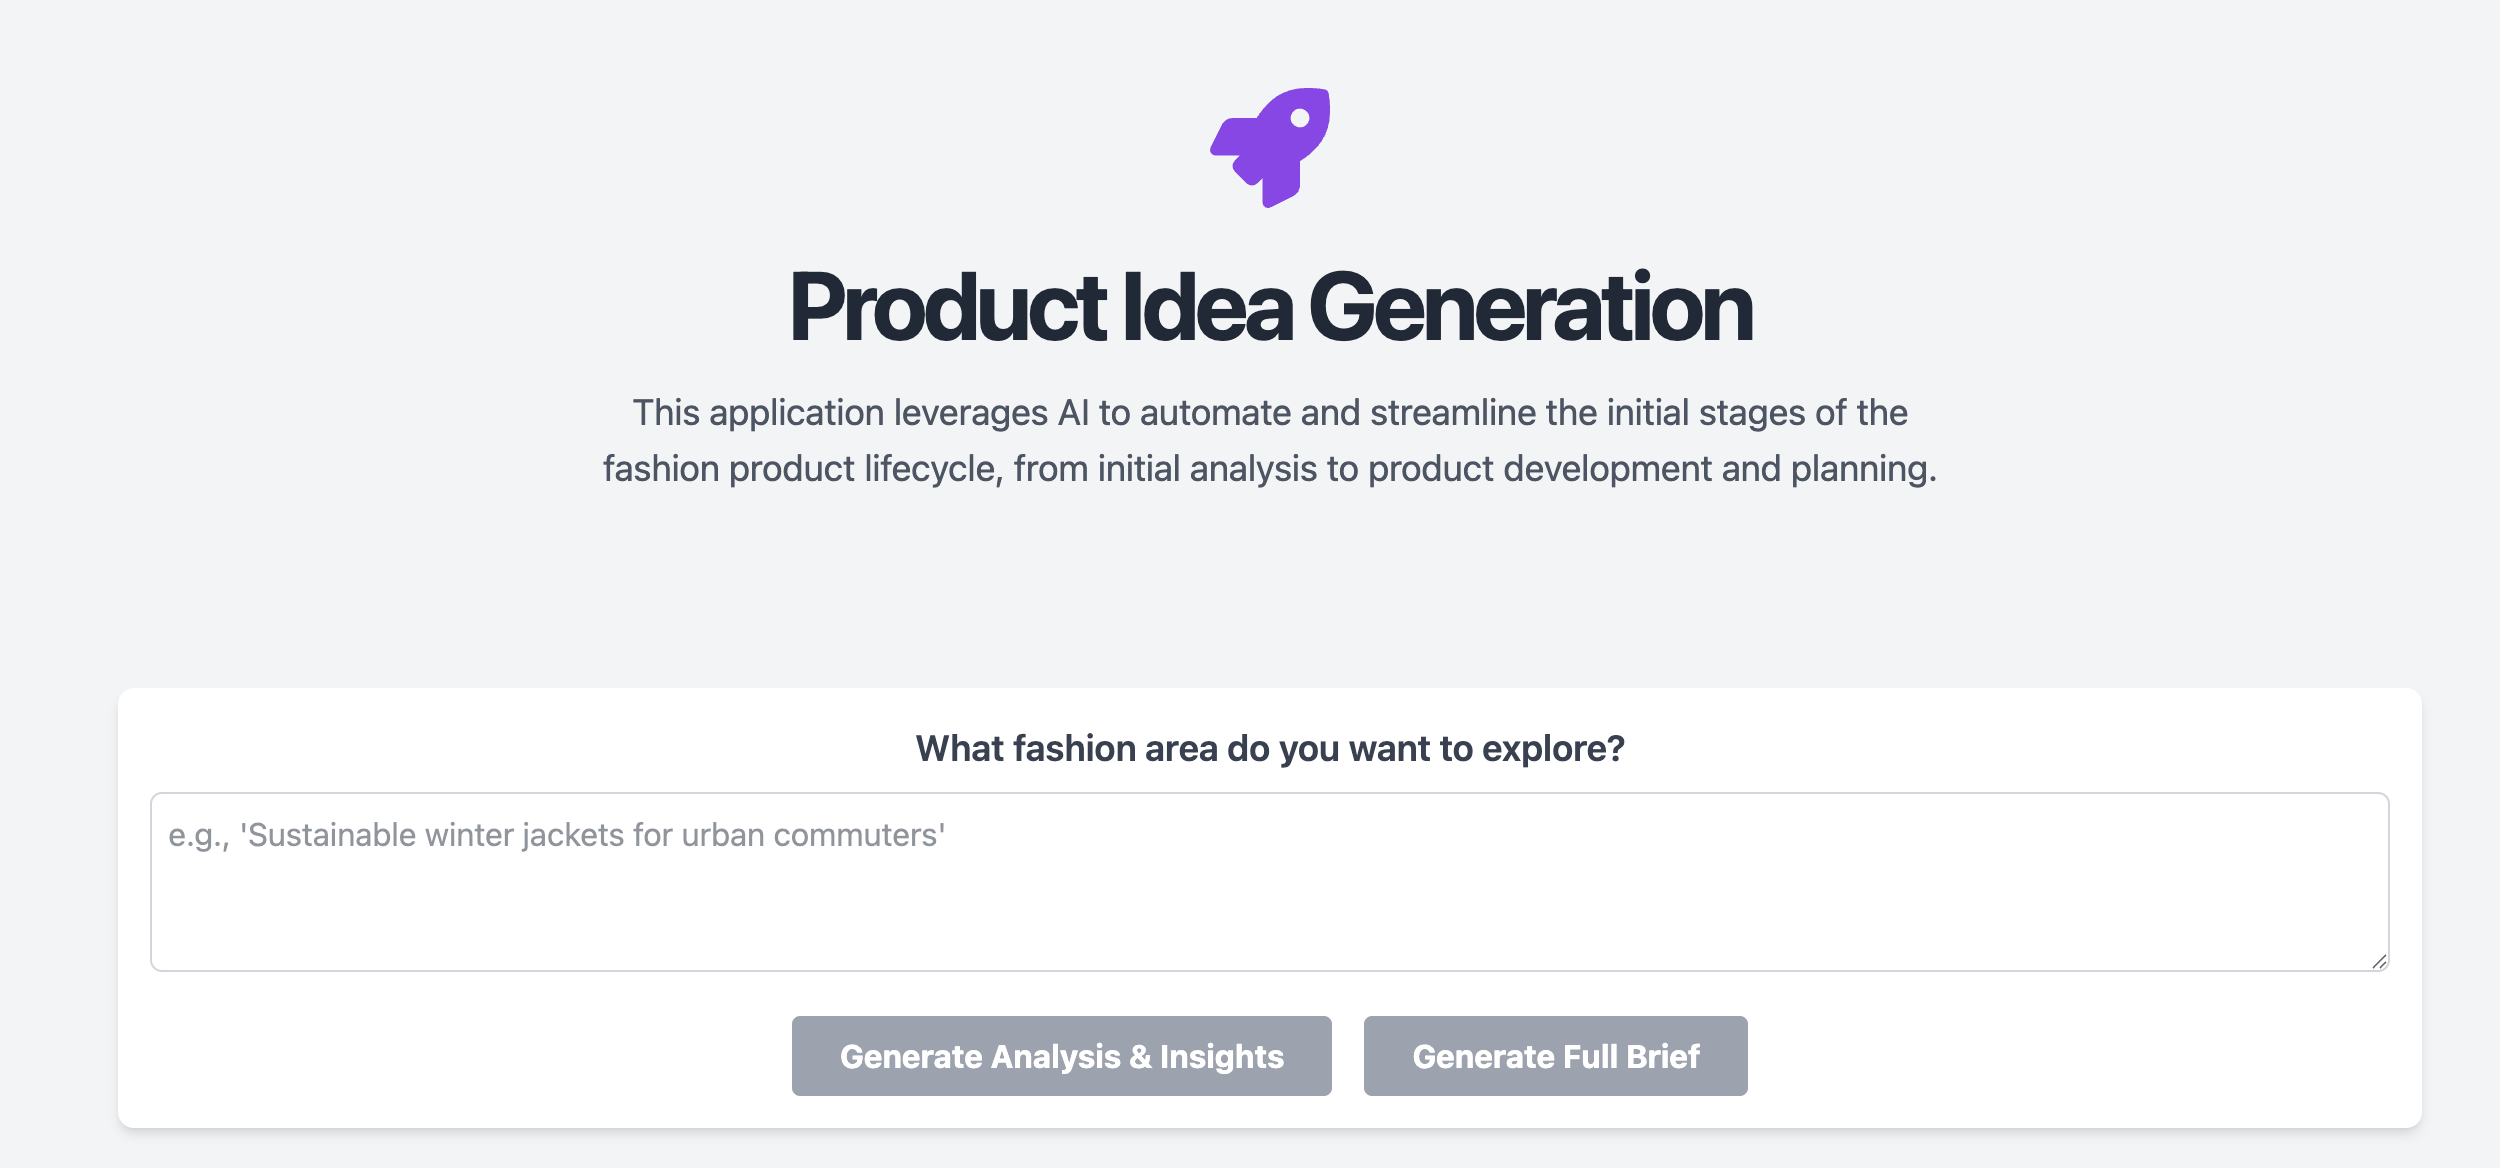 Product Idea Generation
This application leverages AI to automate and streamline the initial stages of the
fashion product lifecycle, from initial analysis to product development and planning.
What fashion area do you want to explore?
e.g., 'Sustainable winter jackets for urban commuters'
Generate Analysis & Insights
Generate Full Brief